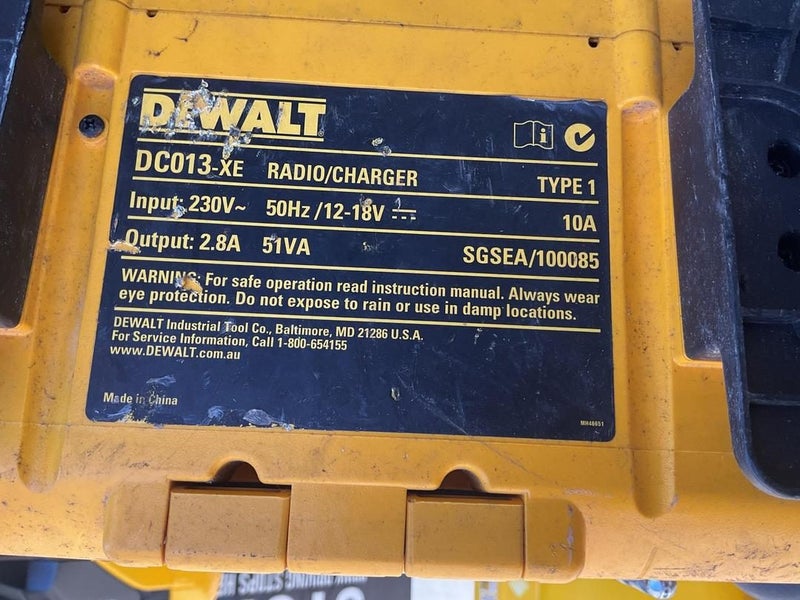 DEWALT
DC013-XE RADIO/CHARGER TYPE 1
Input: 230V~ 50Hz /12-18V ⎓ 10A
Output: 2.8A 51VA SGSEA/100085
WARNING: For safe operation read instruction manual. Always wear
eye protection. Do not expose to rain or use in damp locations.
DEWALT Industrial Tool Co., Baltimore, MD 21286 U.S.A.
For Service Information, Call 1-800-654155
www.DEWALT.com.au
Made in China